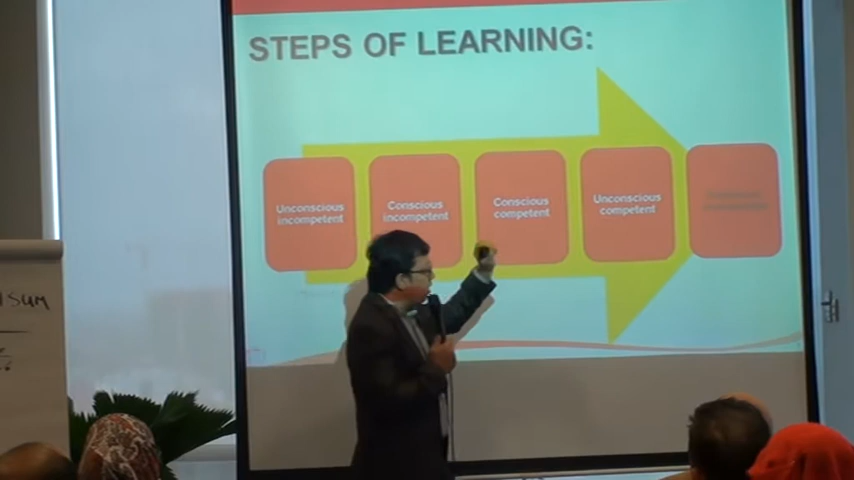 STEPS OF LEARNING:
Unconscious
incompetent
Conscious
incompetent
Conscious
competent
Unconscious
competent